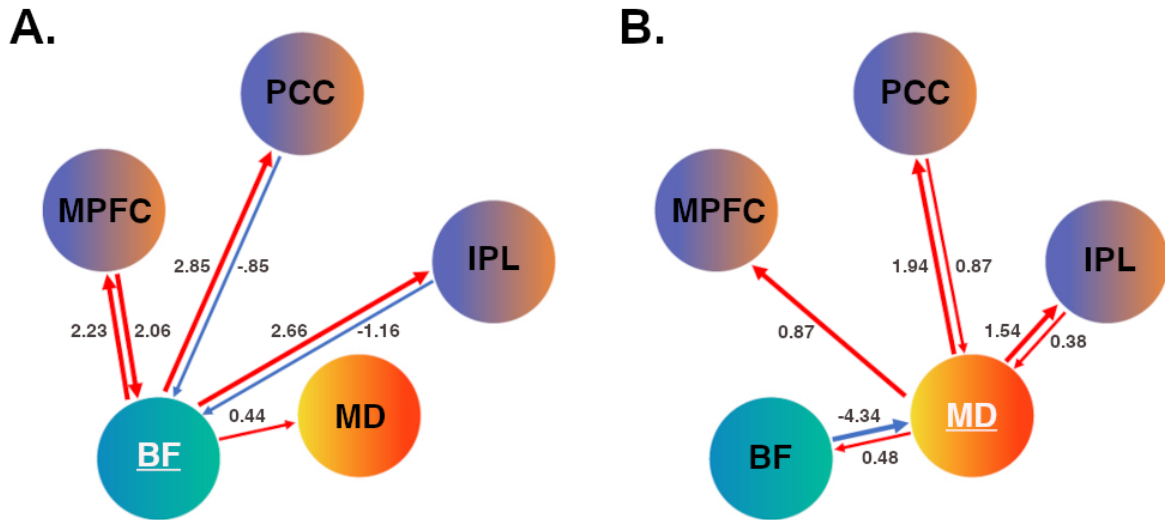 A.
PCC
MPFC
IPL
2.85
-.85
2.23
2.06
2.66
-1.16
0.44
MD
BF
B.
PCC
MPFC
IPL
1.94
0.87
0.87
1.54
0.38
-4.34
MD
BF
0.48